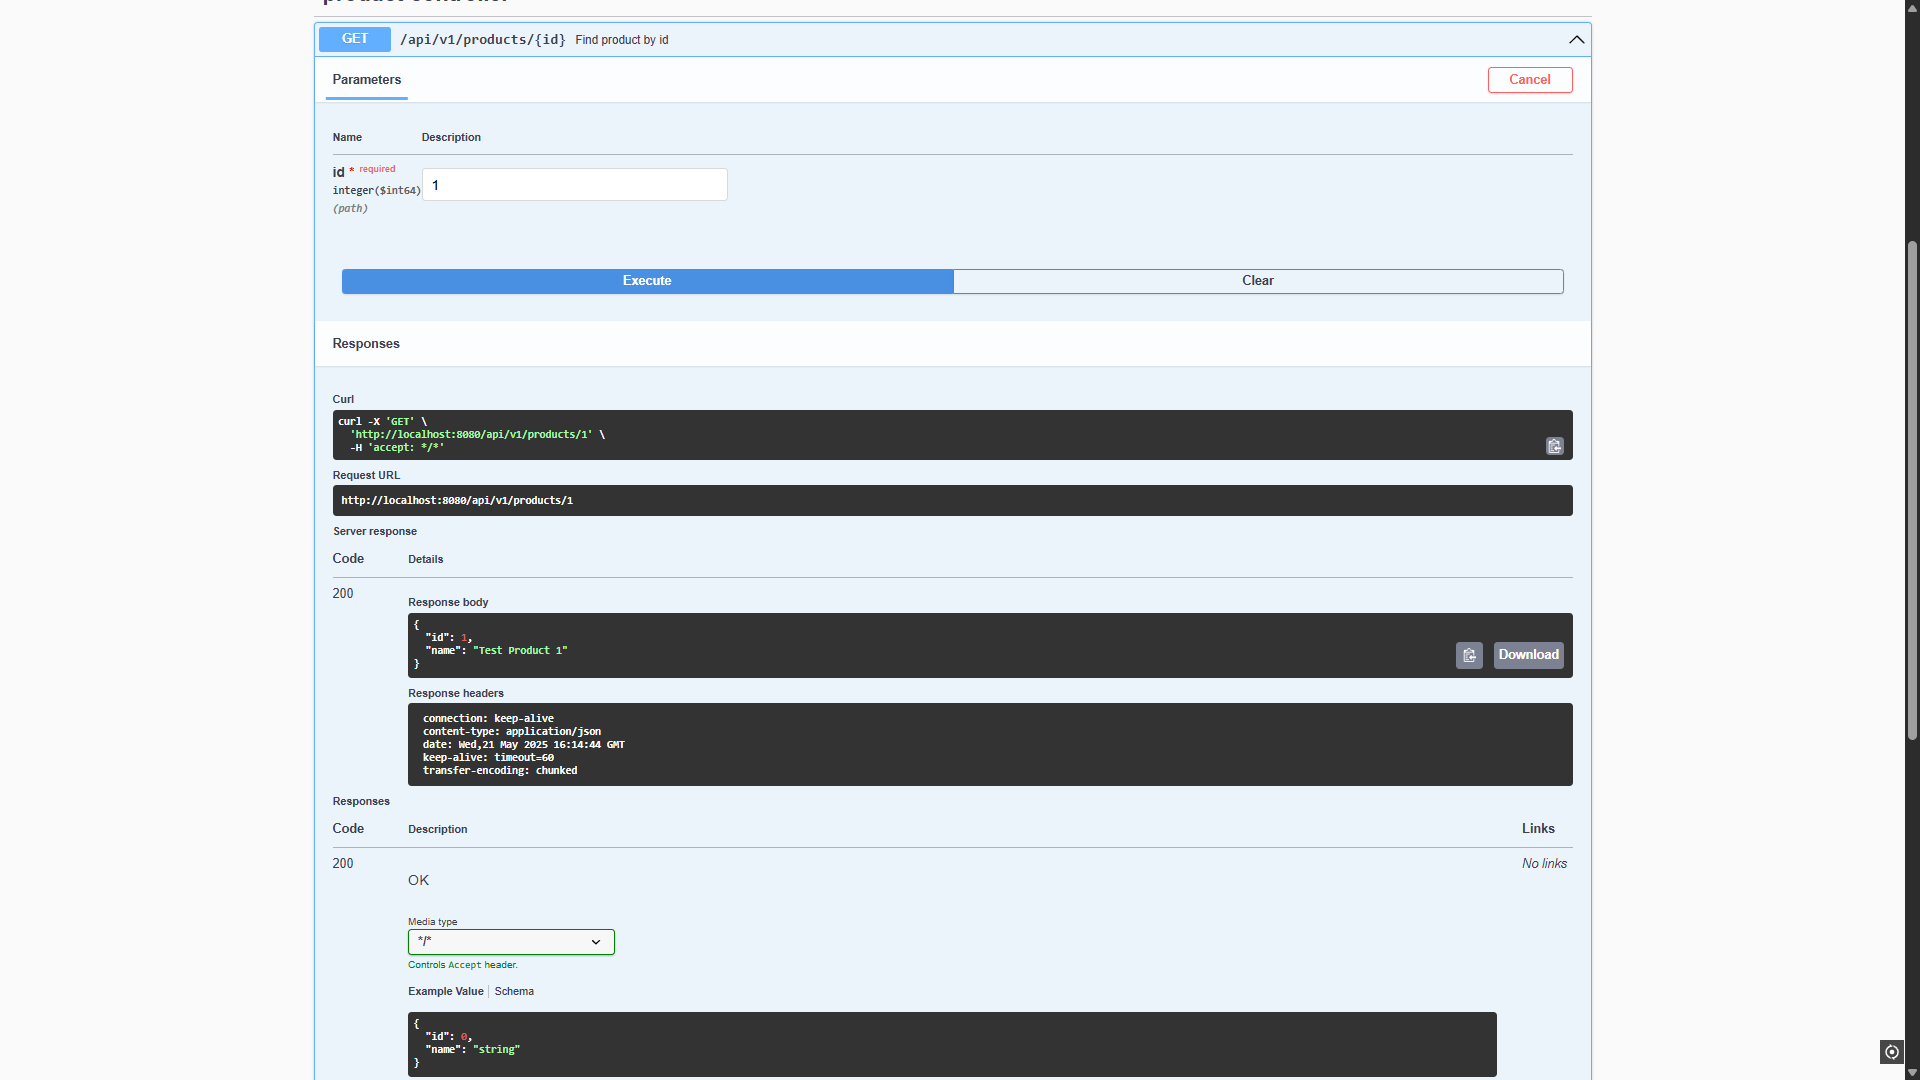 GET /api/v1/products/{id} Find product by id
Parameters
Cancel
Name Description
id * required
integer($int64)
(path)
1
Execute Clear
Responses
Curl
curl -X 'GET' \
'http://localhost:8080/api/v1/products/1' \
-H 'accept: */*'
Request URL
http://localhost:8080/api/v1/products/1
Server response
Code Details
200
Response body
{
"id": 1,
"name": "Test Product 1"
}
Download
Response headers
connection: keep-alive
content-type: application/json
date: Wed,21 May 2025 16:14:44 GMT
keep-alive: timeout=60
transfer-encoding: chunked
Responses
Code Description Links
200 No links
OK
Media type
*/*
Controls Accept header.
Example Value Schema
{
"id": 0,
"name": "string"
}